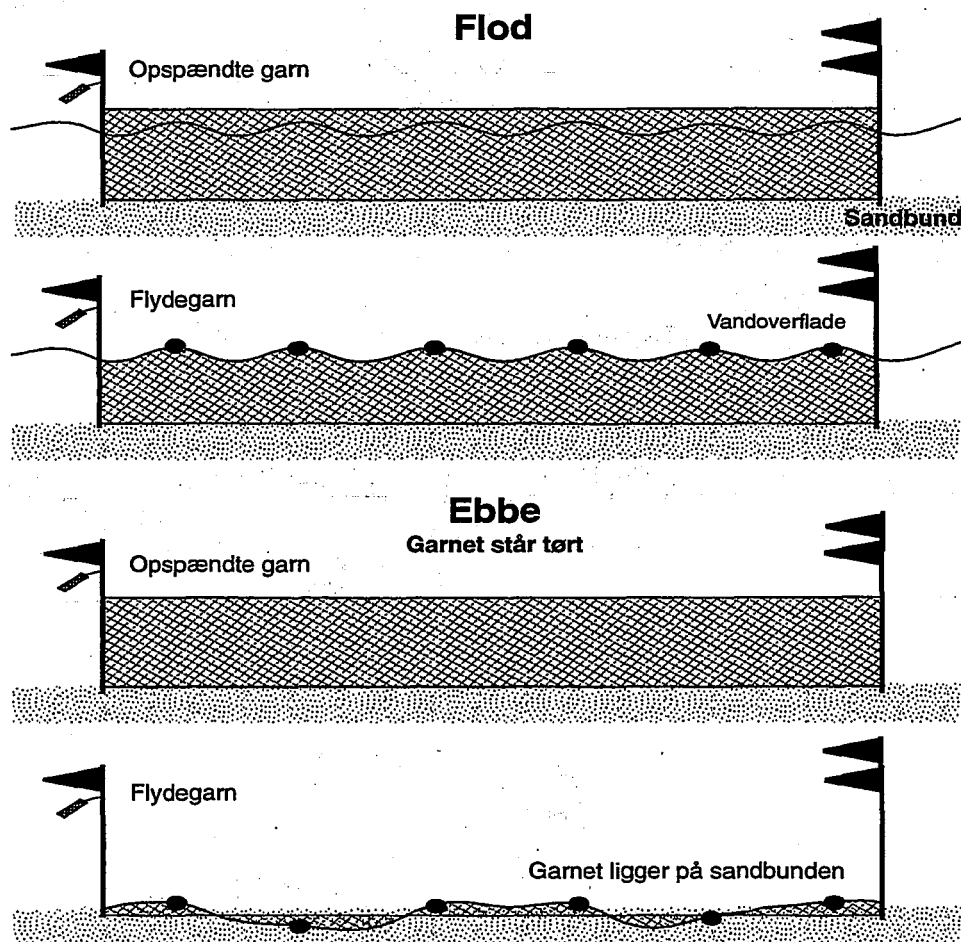 Flod
Opspændte garn
Sandbund
Flydegarn
Vandoverflade
Ebbe
Garnet står tørt
Opspændte garn
Flydegarn
Garnet ligger på sandbunden